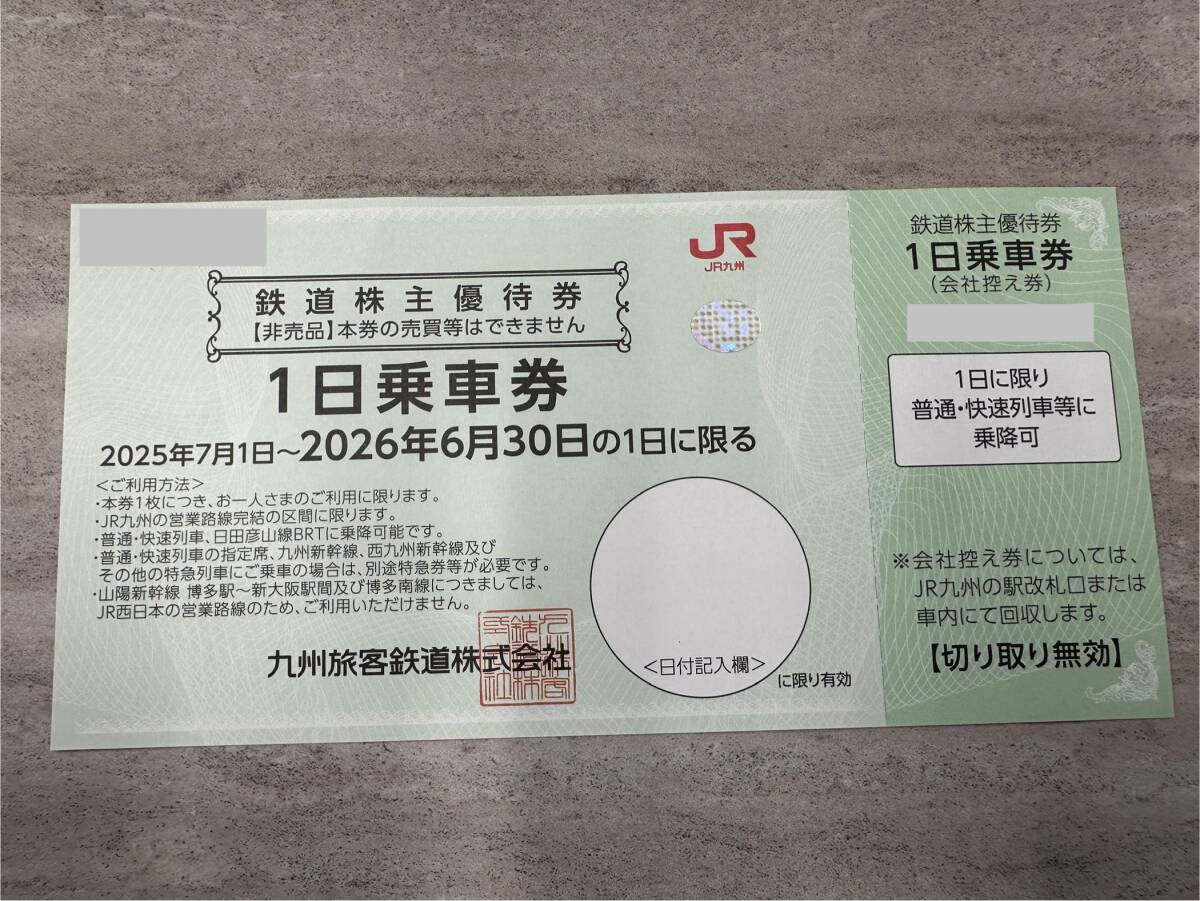 JR
JR九州
鉄道株主優待券
【非売品】本券の売買等はできません
1日乗車券
2025年7月1日～2026年6月30日の1日に限る
＜ご利用方法＞
・本券1枚につき、お一人さまのご利用に限ります。
・JR九州の営業路線完結の区間に限ります。
・普通・快速列車、日田彦山線BRTに乗降可能です。
・普通・快速列車の指定席、九州新幹線、西九州新幹線及び
その他の特急列車にご乗車の場合は、別途特急券等が必要です。
・山陽新幹線 博多駅～新大阪駅間及び博多南線につきましては、
JR西日本の営業路線のため、ご利用いただけません。
九州旅客鉄道株式会社
＜日付記入欄＞
に限り有効
鉄道株主優待券
1日乗車券
（会社控え券）
1日に限り
普通・快速列車等に
乗降可
※会社控え券については、
JR九州の駅改札口または
車内にて回収します。
【切り取り無効】